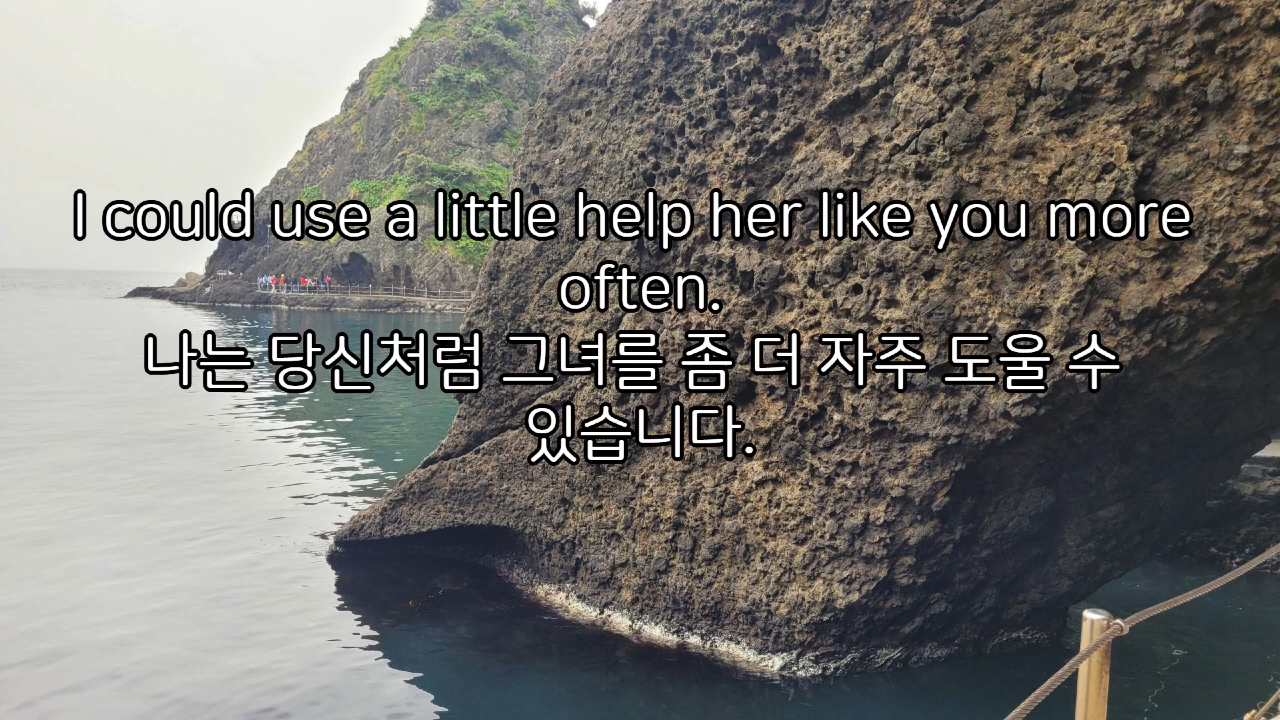 I could use a little help her like you more
often.
나는 당신처럼 그녀를 좀 더 자주 도울 수
있습니다.